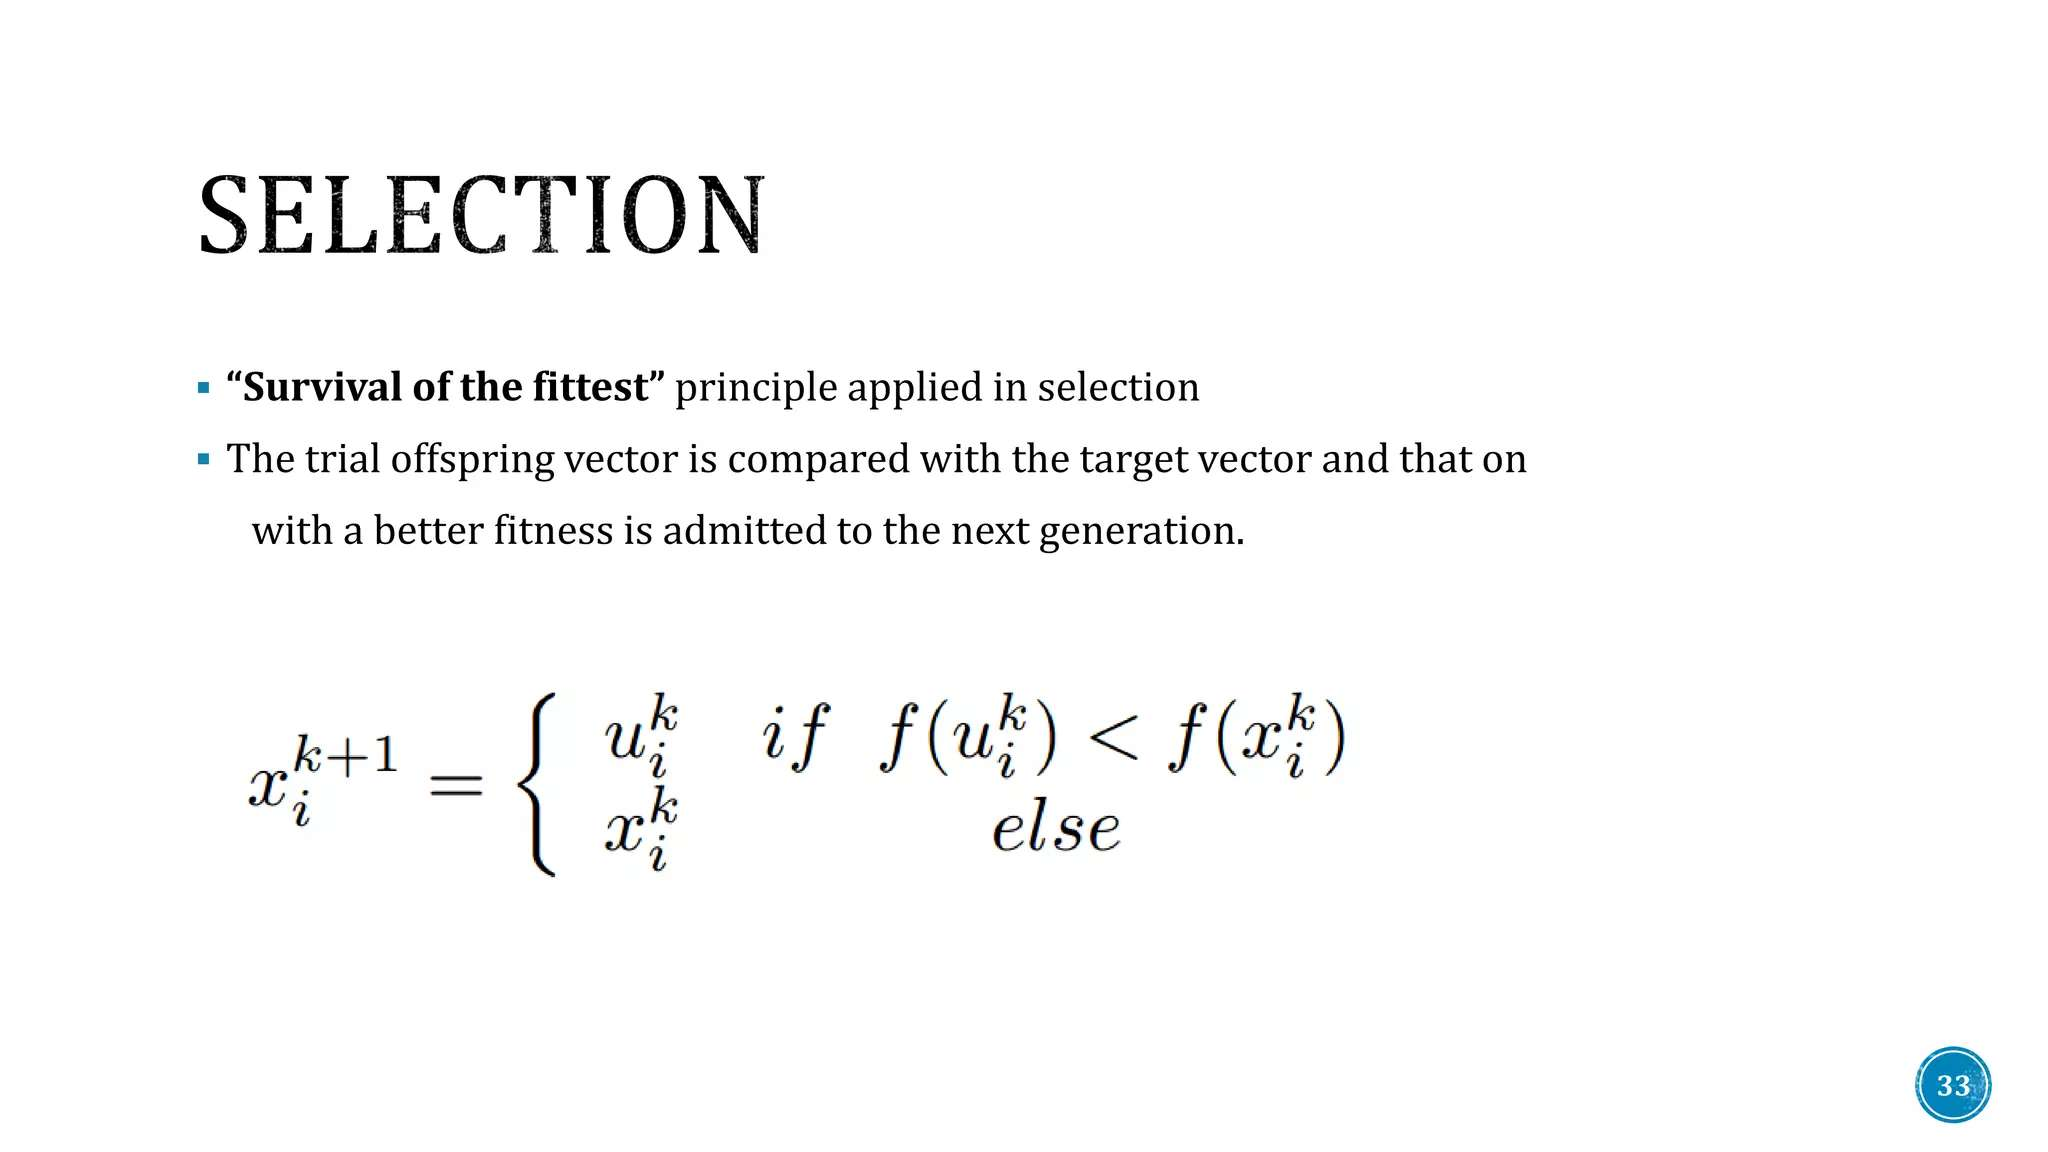 SELECTION
▪ “Survival of the fittest” principle applied in selection
▪ The trial offspring vector is compared with the target vector and that on
with a better fitness is admitted to the next generation.
x_i^{k+1} = { u_i^k if f(u_i^k) < f(x_i^k)
x_i^k else
33